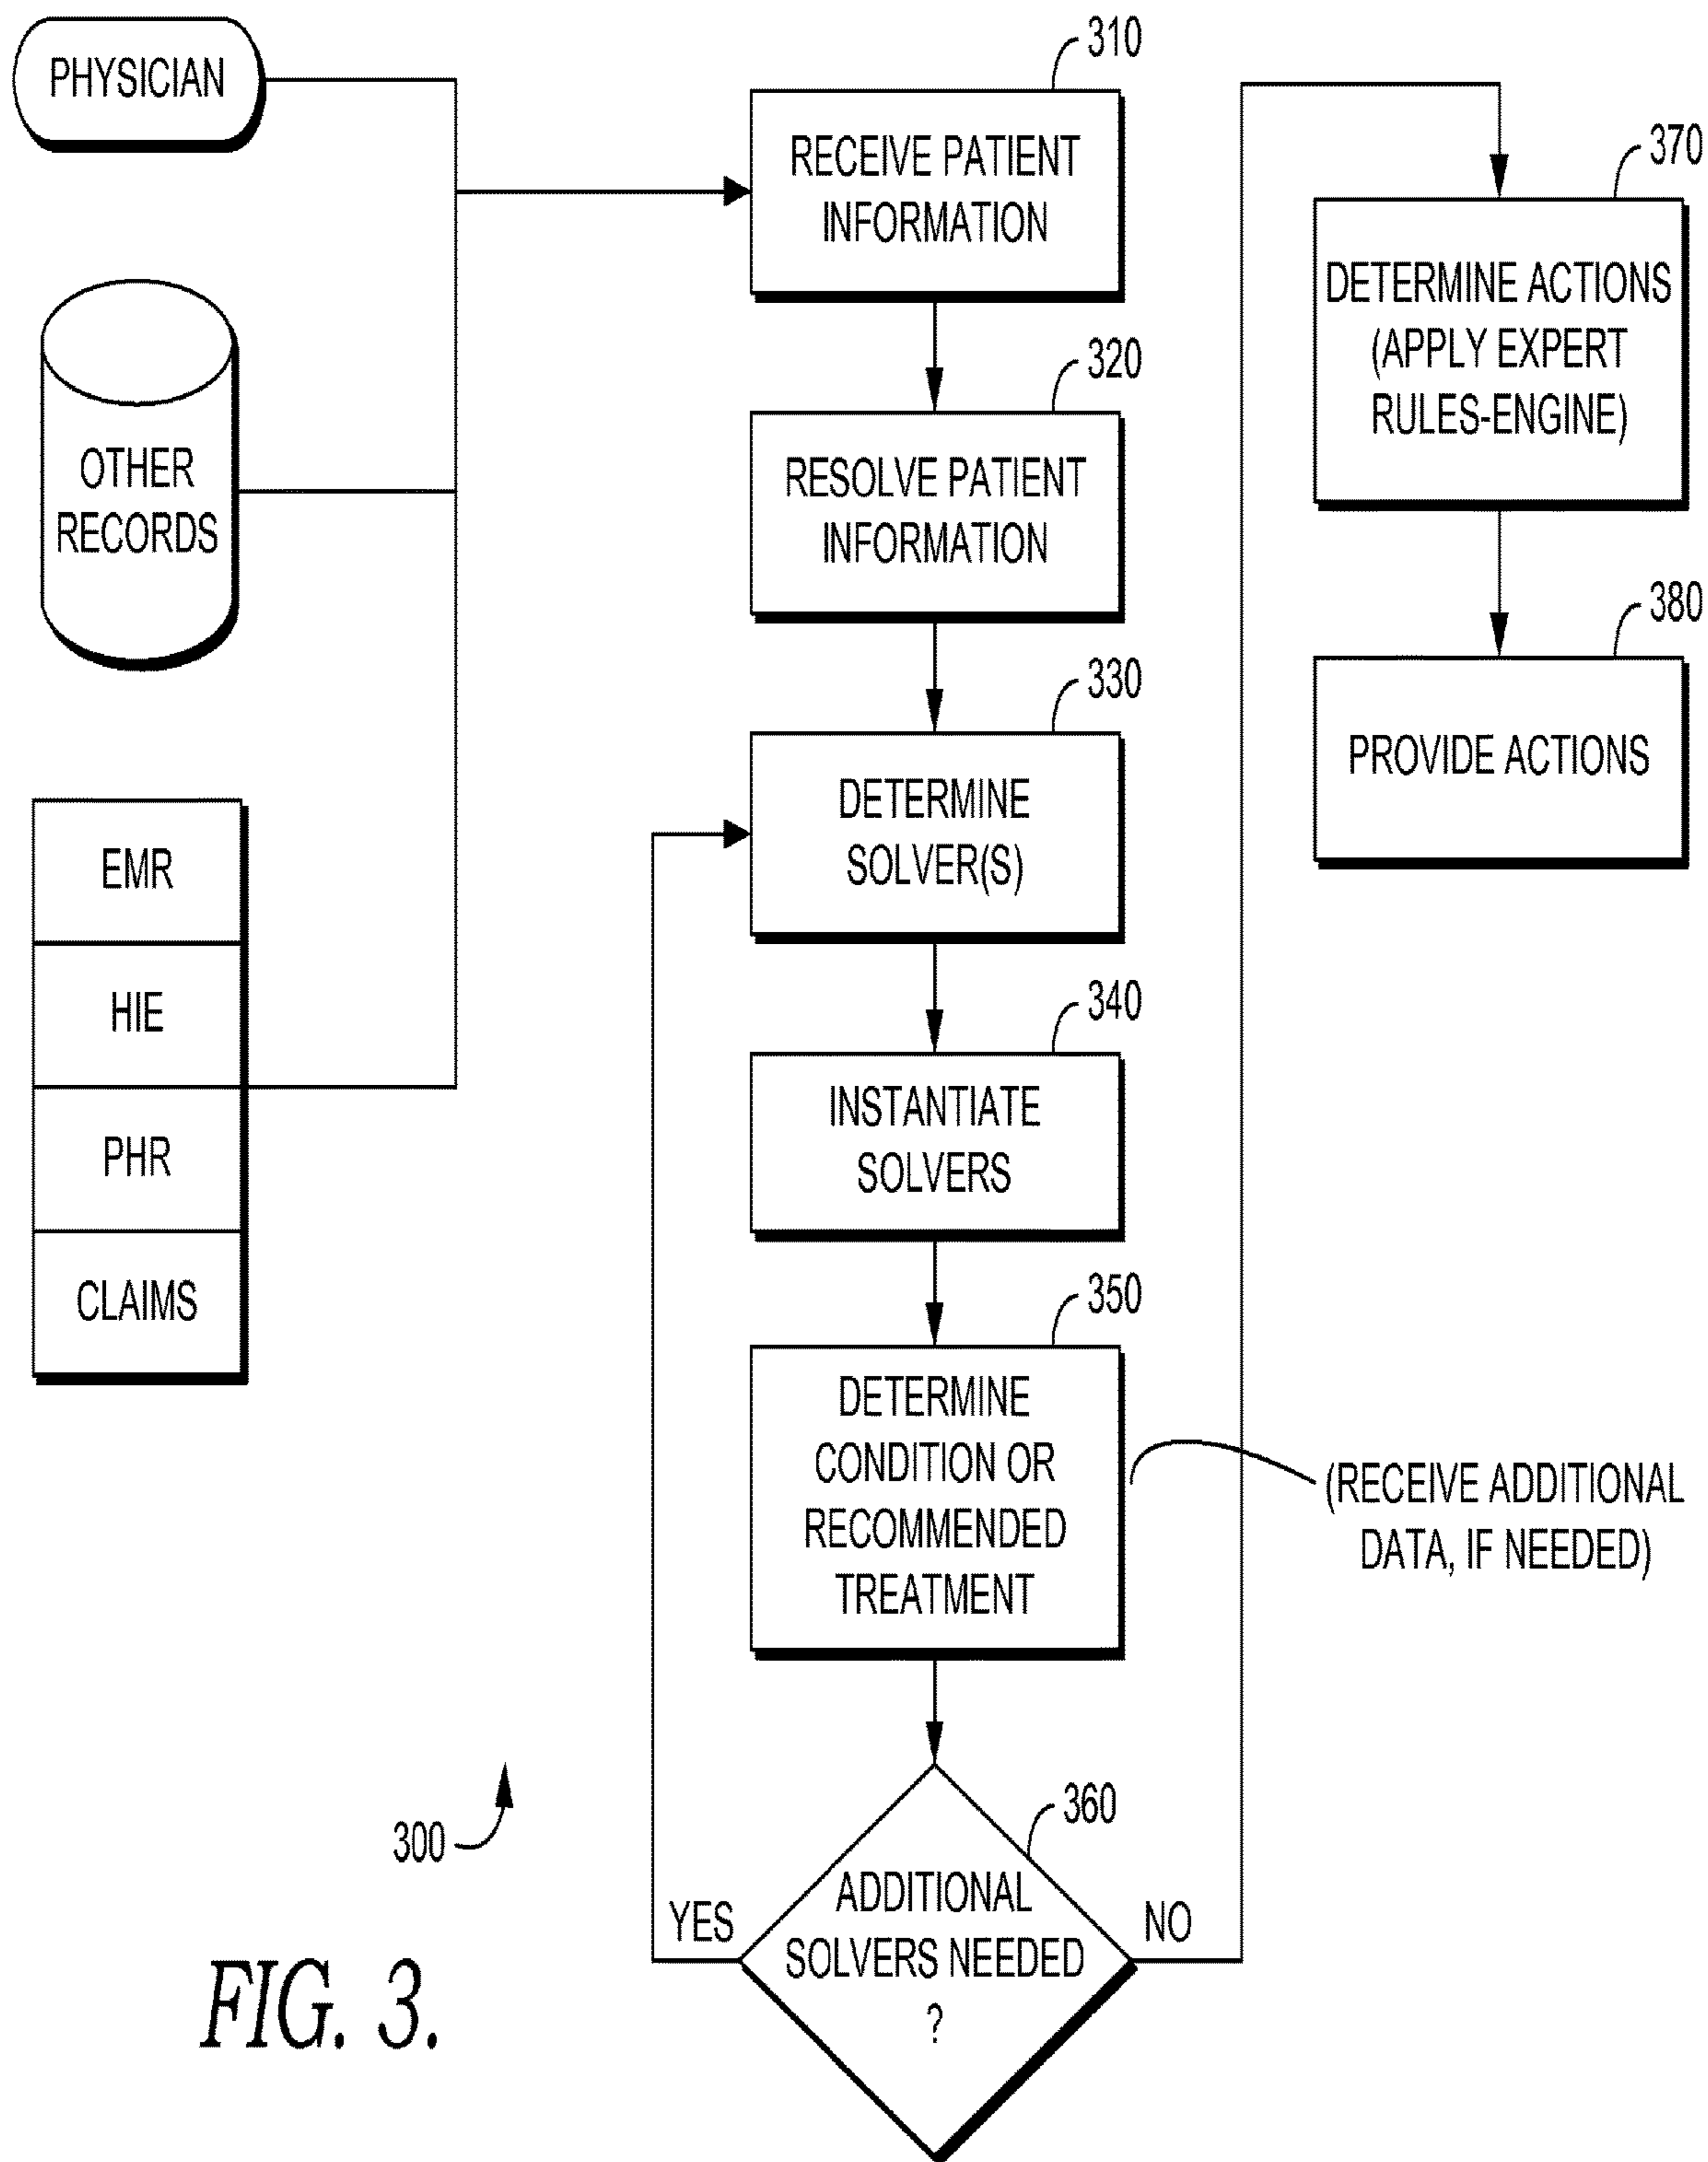 PHYSICIAN
OTHER
RECORDS
EMR
HIE
PHR
CLAIMS
310
RECEIVE PATIENT
INFORMATION
320
RESOLVE PATIENT
INFORMATION
330
DETERMINE
SOLVER(S)
340
INSTANTIATE
SOLVERS
350
DETERMINE
CONDITION OR
RECOMMENDED
TREATMENT
(RECEIVE ADDITIONAL
DATA, IF NEEDED)
360
ADDITIONAL
SOLVERS NEEDED
?
YES
NO
370
DETERMINE ACTIONS
(APPLY EXPERT
RULES-ENGINE)
380
PROVIDE ACTIONS
300
FIG. 3.